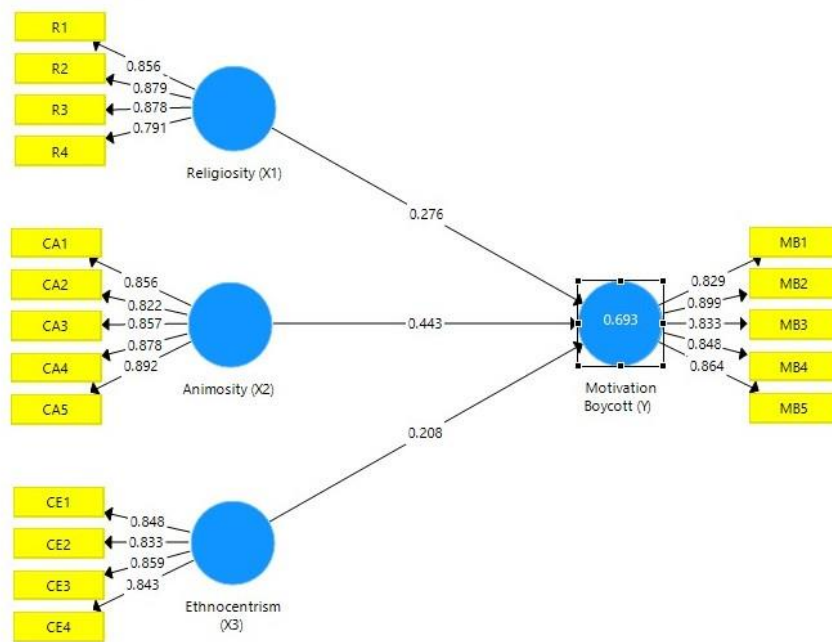 R1
R2
R3
R4
0.856
0.879
0.878
0.791
Religiosity (X1)
0.276
CA1
CA2
CA3
CA4
CA5
0.856
0.822
0.857
0.878
0.892
Animosity (X2)
0.443
0.693
Motivation
Boycott (Y)
0.829
0.899
0.833
0.848
0.864
MB1
MB2
MB3
MB4
MB5
0.208
CE1
CE2
CE3
CE4
0.848
0.833
0.859
0.843
Ethnocentrism
(X3)